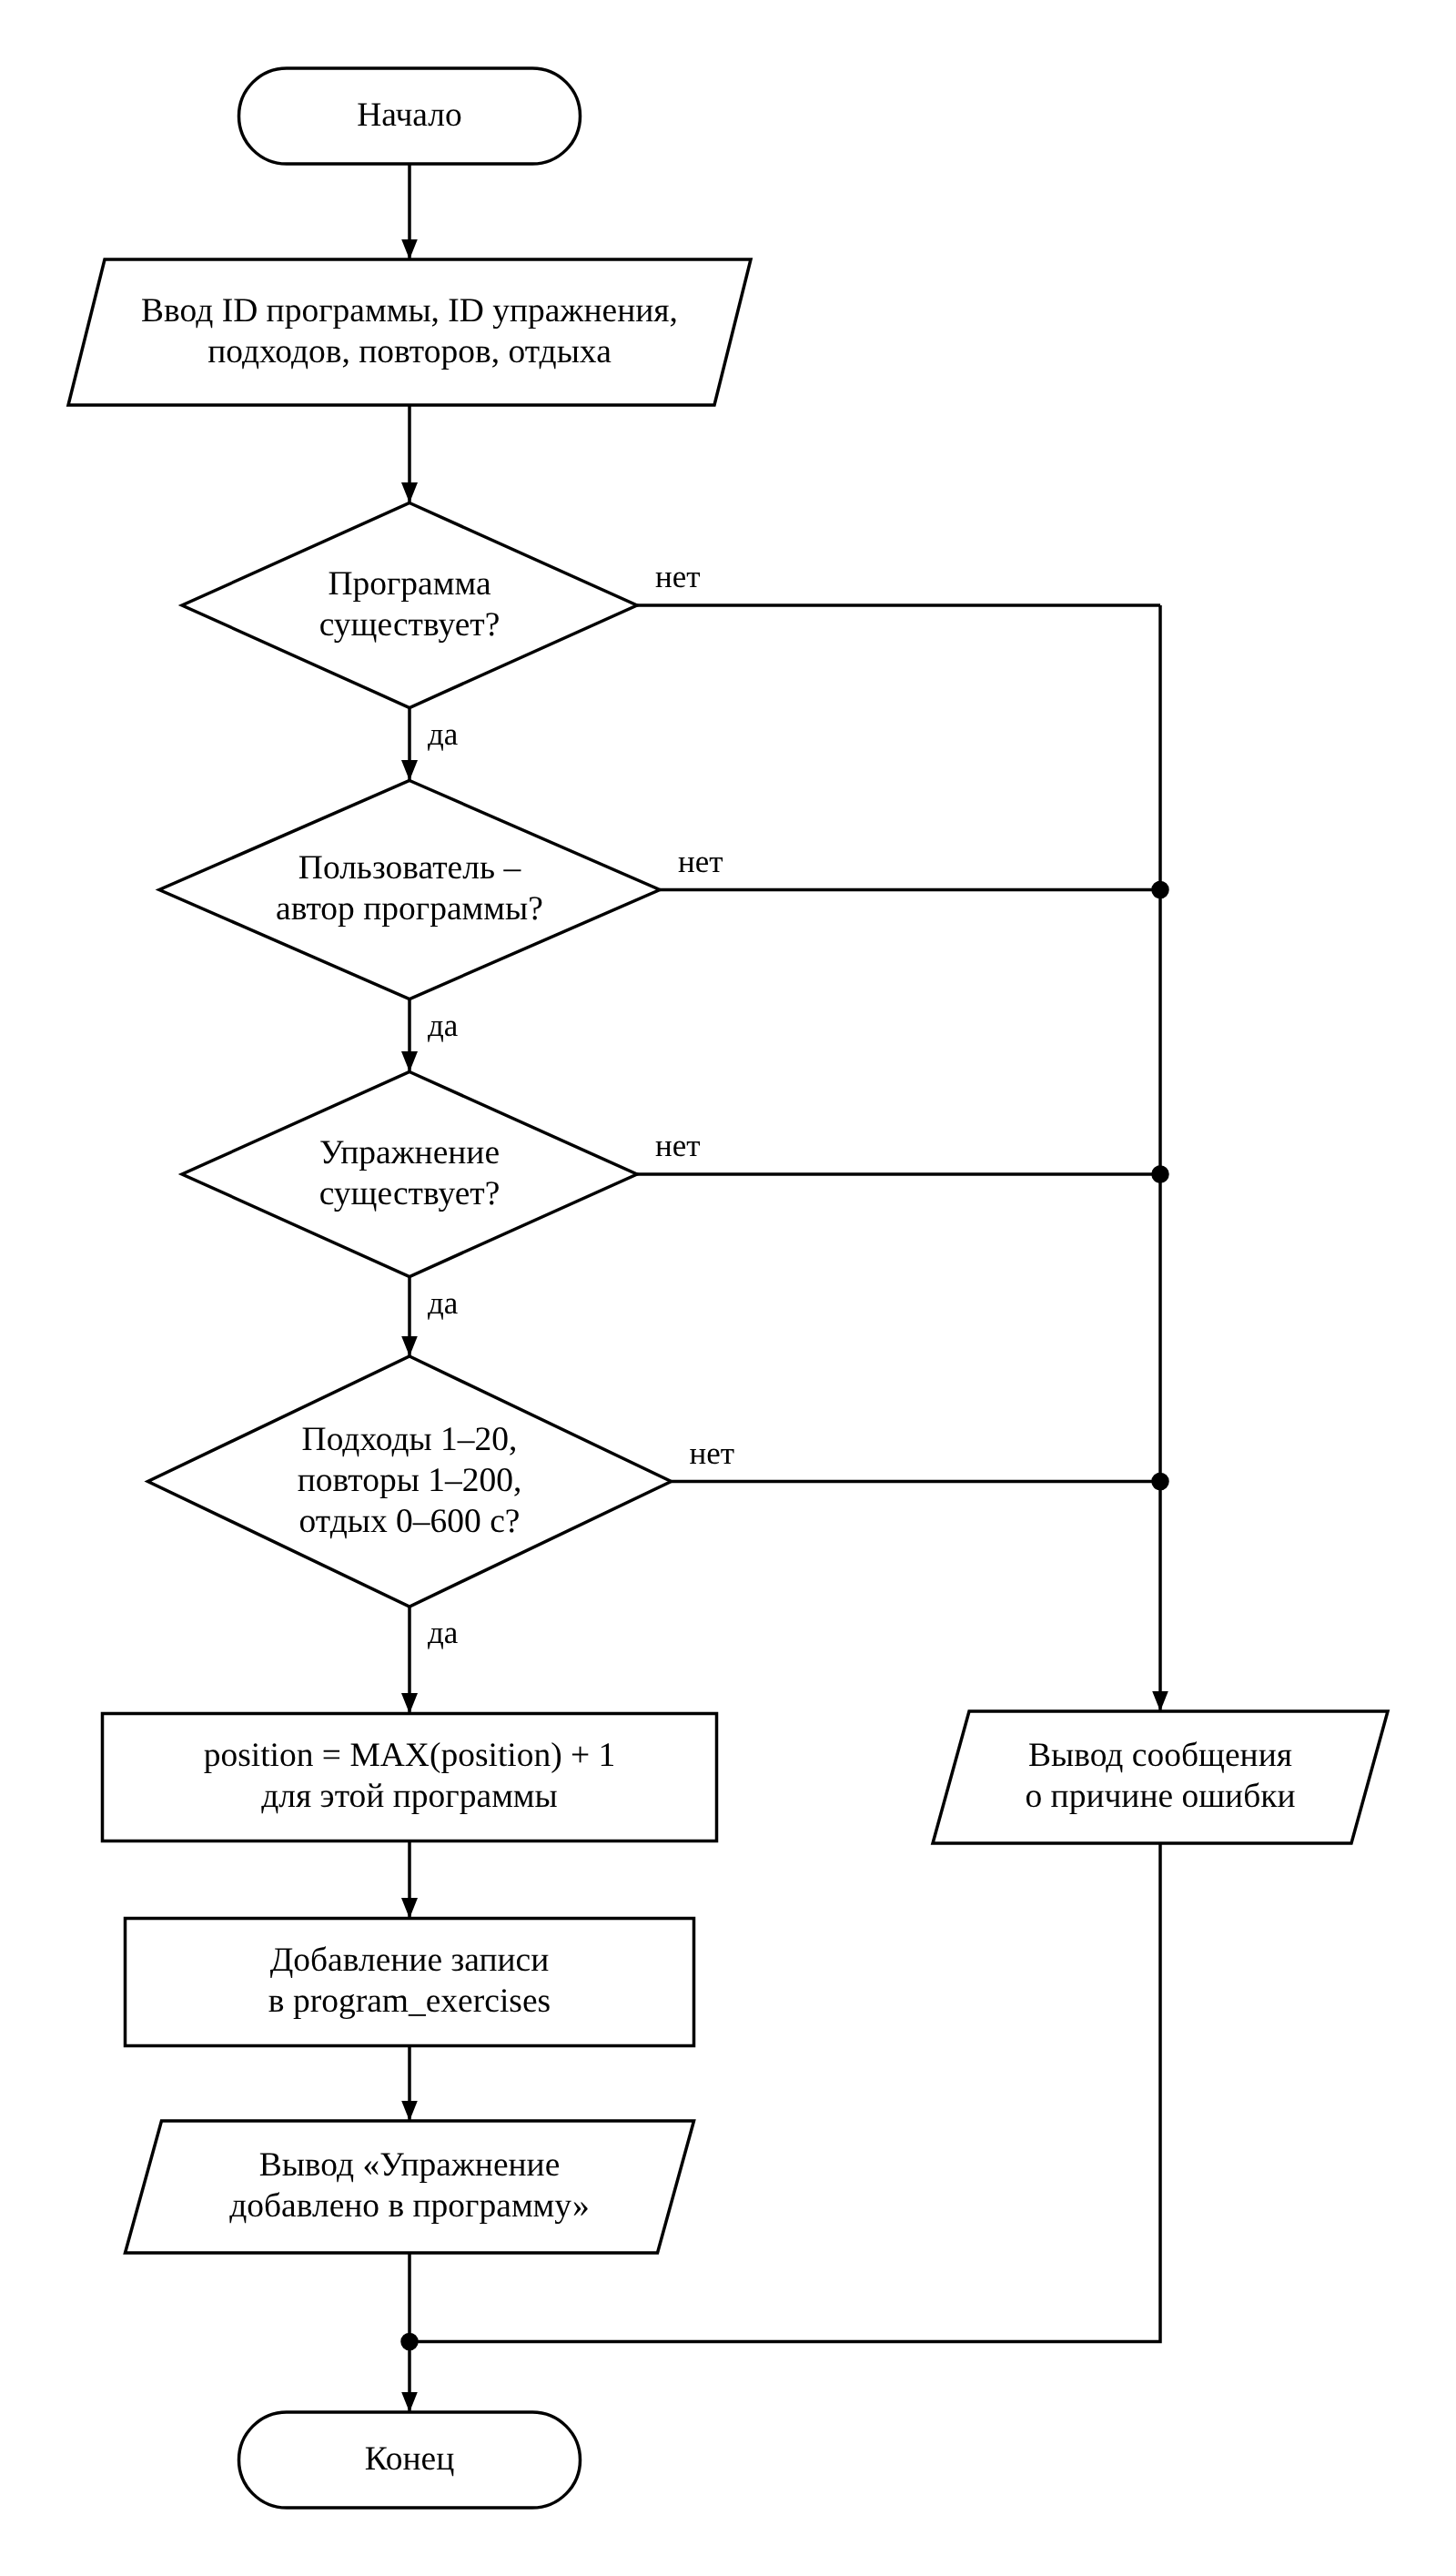 Начало
Ввод ID программы, ID упражнения,
подходов, повторов, отдыха
Программа
существует?
нет
да
Пользователь –
автор программы?
нет
да
Упражнение
существует?
нет
да
Подходы 1–20,
повторы 1–200,
отдых 0–600 с?
нет
да
position = MAX(position) + 1
для этой программы
Вывод сообщения
о причине ошибки
Добавление записи
в program_exercises
Вывод «Упражнение
добавлено в программу»
Конец